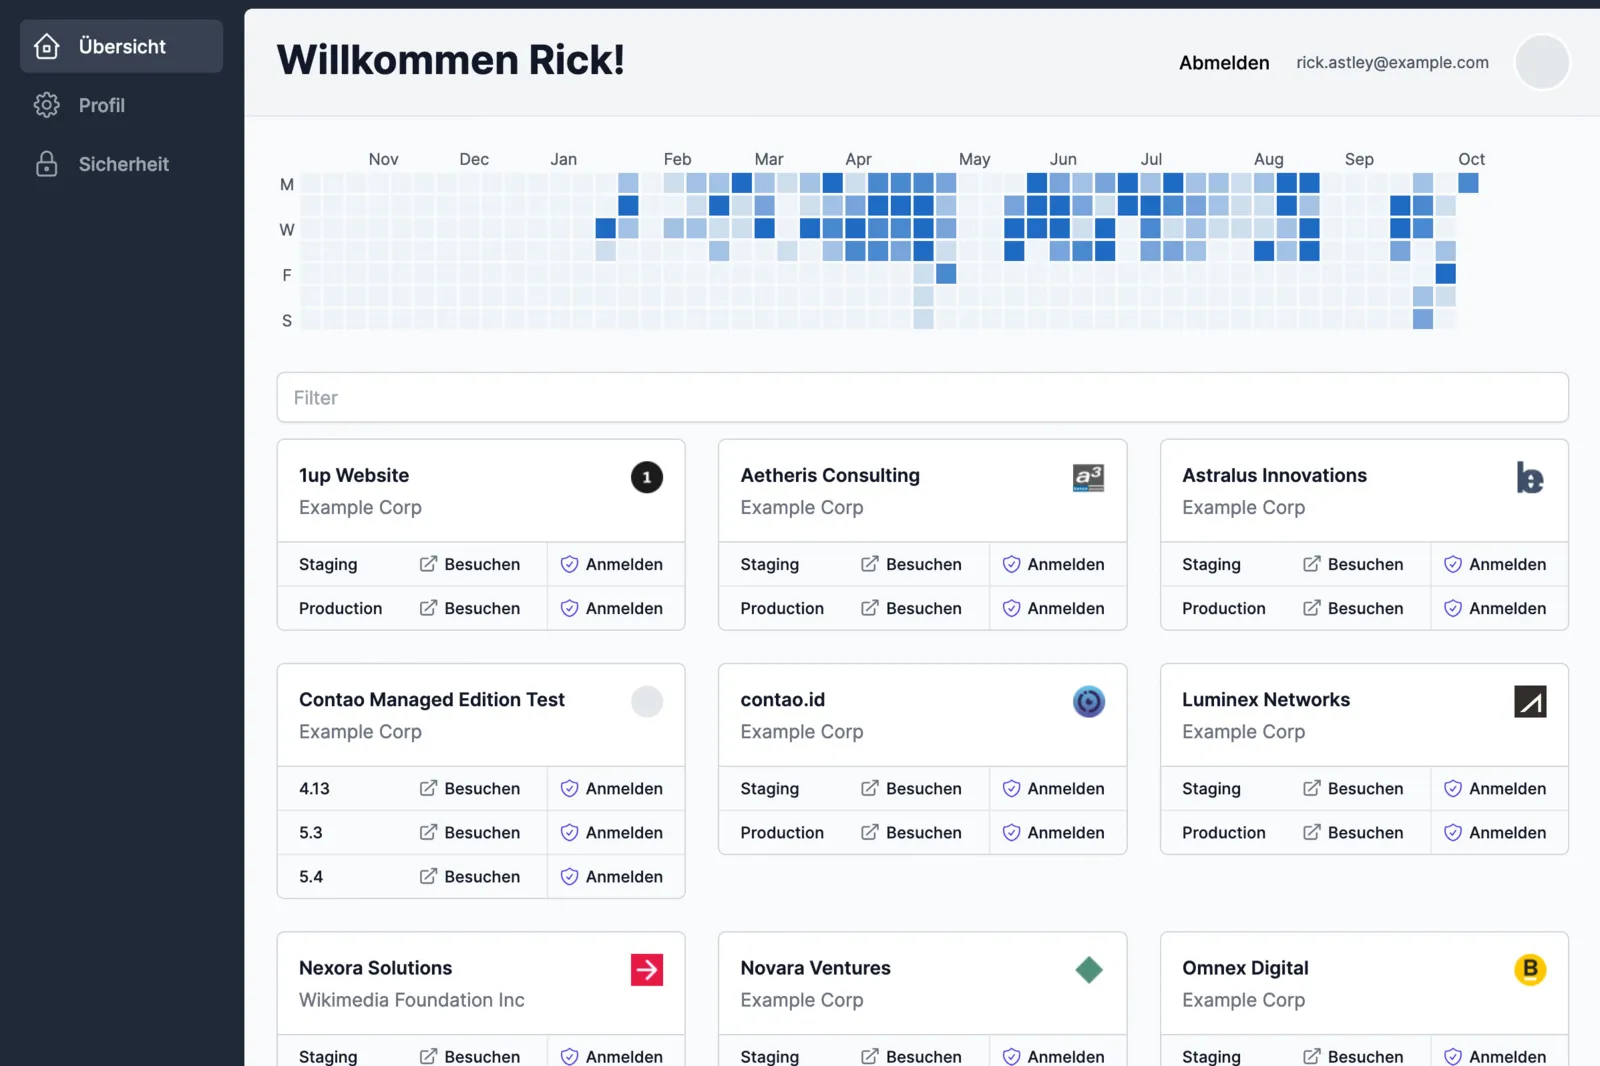 Übersicht
Profil
Sicherheit
Willkommen Rick!
Abmelden rick.astley@example.com
Nov Dec Jan Feb Mar Apr May Jun Jul Aug Sep Oct
M
W
F
S
Filter
1up Website 1
Example Corp
Staging Besuchen Anmelden
Production Besuchen Anmelden
Aetheris Consulting a3
Example Corp
Staging Besuchen Anmelden
Production Besuchen Anmelden
Astralus Innovations be
Example Corp
Staging Besuchen Anmelden
Production Besuchen Anmelden
Contao Managed Edition Test
Example Corp
4.13 Besuchen Anmelden
5.3 Besuchen Anmelden
5.4 Besuchen Anmelden
contao.id
Example Corp
Staging Besuchen Anmelden
Production Besuchen Anmelden
Luminex Networks
Example Corp
Staging Besuchen Anmelden
Production Besuchen Anmelden
Nexora Solutions
Wikimedia Foundation Inc
Staging Besuchen Anmelden
Novara Ventures
Example Corp
Staging Besuchen Anmelden
Omnex Digital B
Example Corp
Staging Besuchen Anmelden